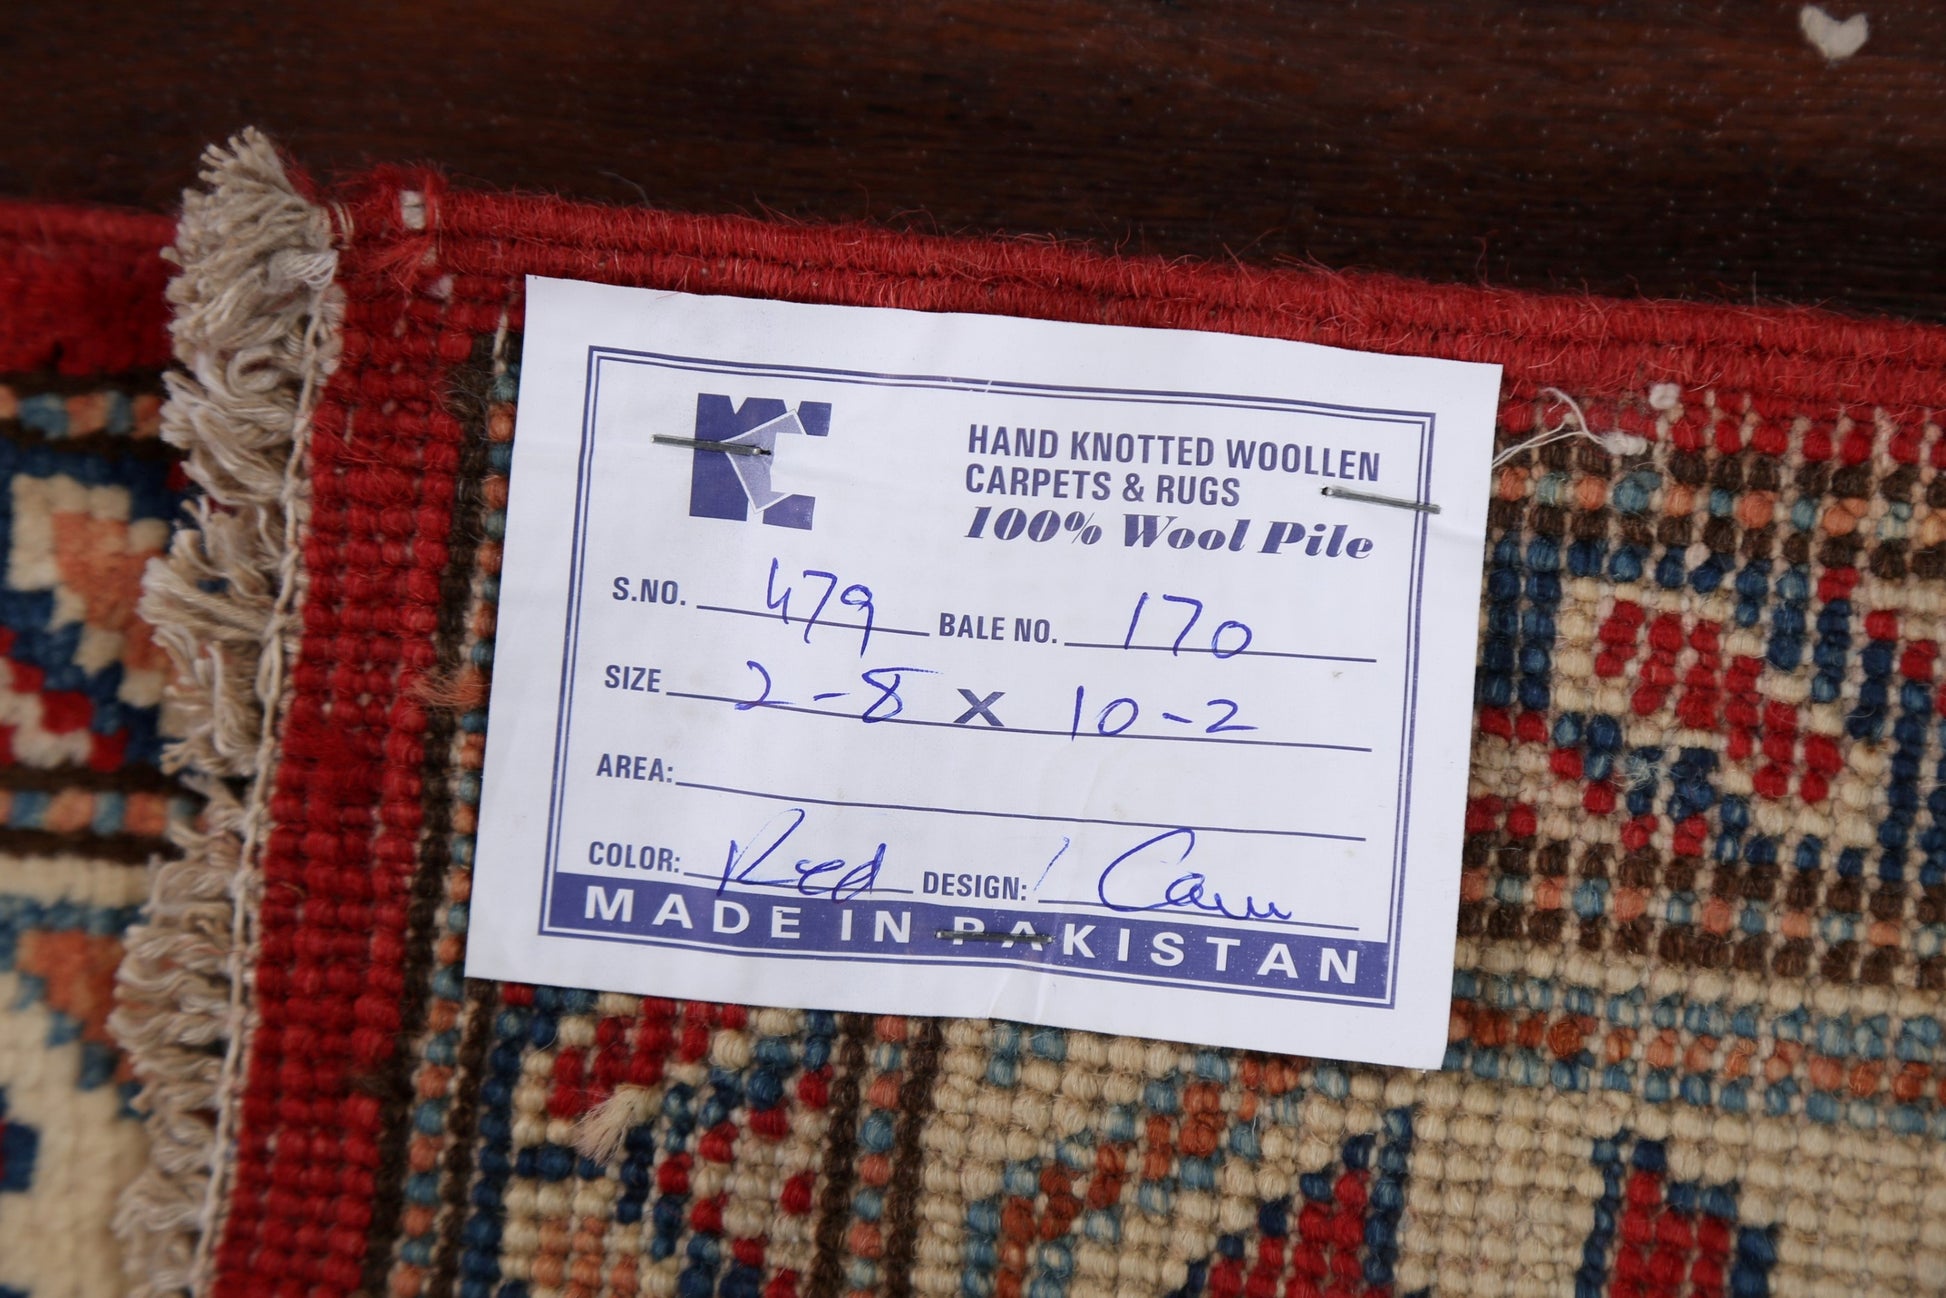 HAND KNOTTED WOOLLEN
CARPETS & RUGS
100% Wool Pile
S.NO. 479 BALE NO. 170
SIZE 2-8 X 10-2
AREA:
COLOR: Red DESIGN: / Cam
MADE IN PAKISTAN